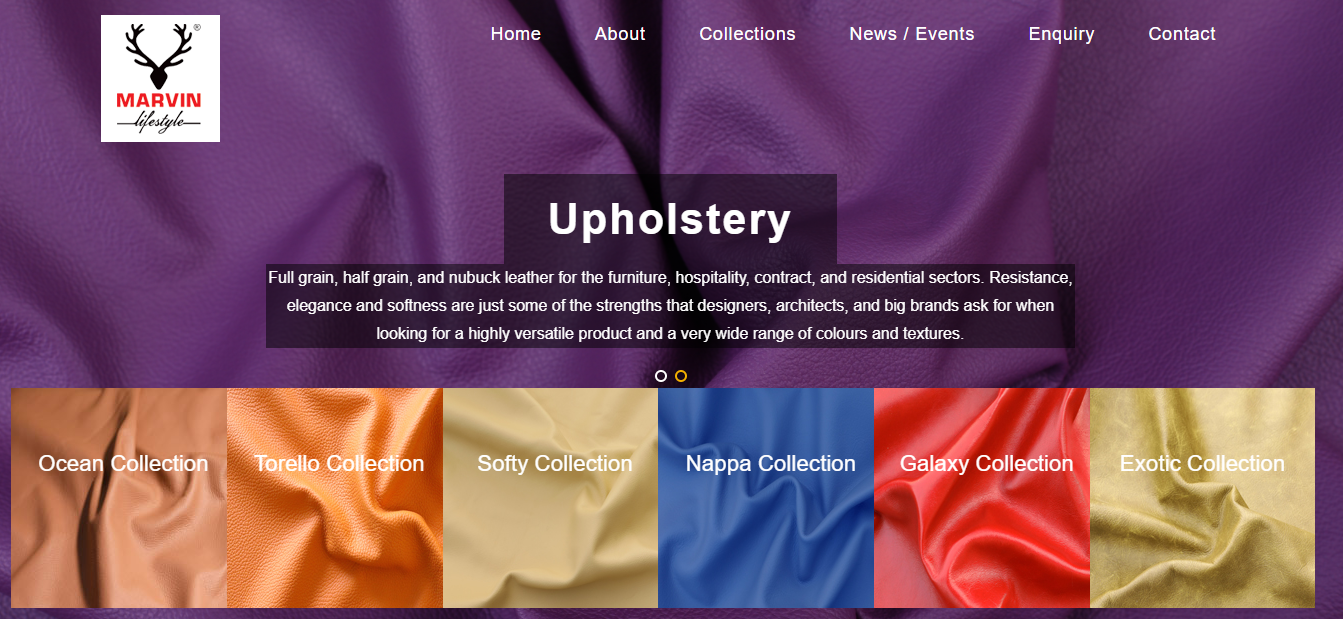 ®
MARVIN
lifestyle
Home About Collections News / Events Enquiry Contact
Upholstery
Full grain, half grain, and nubuck leather for the furniture, hospitality, contract, and residential sectors. Resistance,
elegance and softness are just some of the strengths that designers, architects, and big brands ask for when
looking for a highly versatile product and a very wide range of colours and textures.
Ocean Collection Torello Collection Softy Collection Nappa Collection Galaxy Collection Exotic Collection